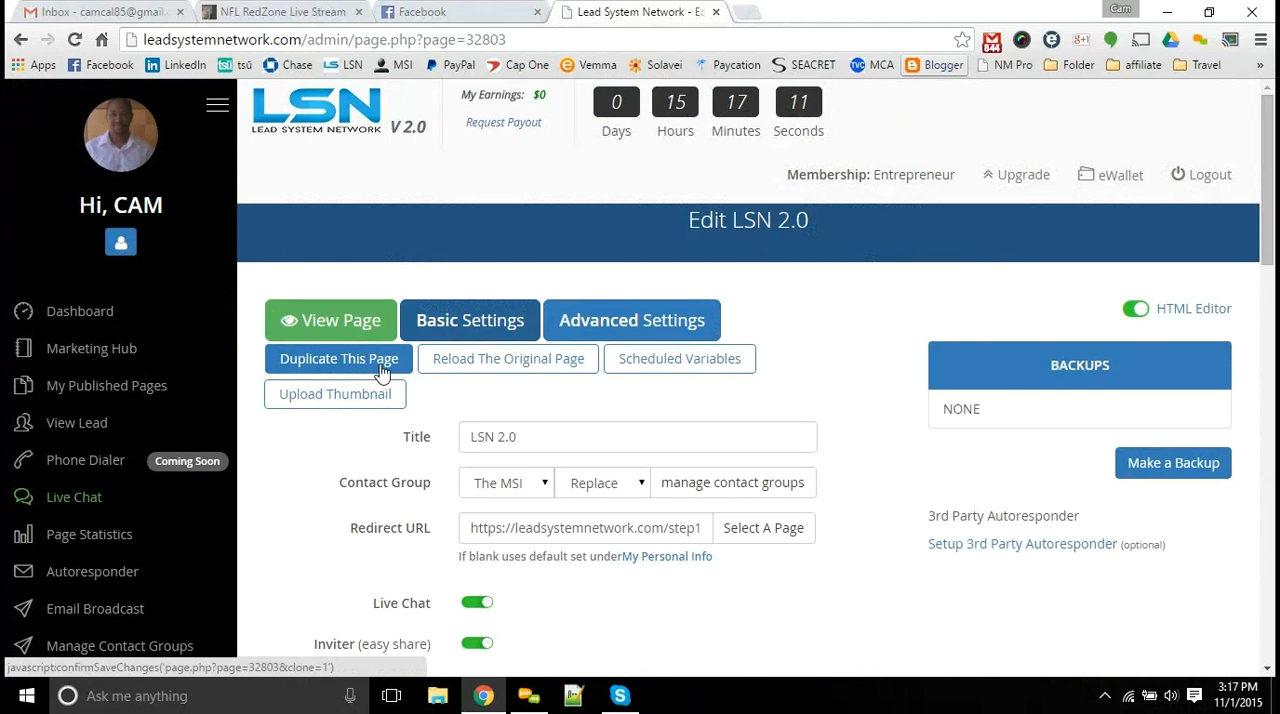 Inbox - camcal85@gmail.c
NFL RedZone Live Stream
Facebook
Lead System Network - Ec
Cam
leadsystemnetwork.com/admin/page.php?page=32803
844
Apps
Facebook
LinkedIn
tsū
Chase
LSN
MSI
PayPal
Cap One
Vemma
Solavei
Paycation
SEACRET
TVC MCA
Blogger
NM Pro
Folder
affiliate
Travel
»
Hi, CAM
Dashboard
Marketing Hub
My Published Pages
View Lead
Phone Dialer
Coming Soon
Live Chat
Page Statistics
Autoresponder
Email Broadcast
Manage Contact Groups
LSN
LEAD SYSTEM NETWORK
V 2.0
My Earnings: $0
Request Payout
0 15 17 11
Days Hours Minutes Seconds
Membership: Entrepreneur
Upgrade
eWallet
Logout
Edit LSN 2.0
View Page
Basic Settings
Advanced Settings
HTML Editor
Duplicate This Page
Reload The Original Page
Scheduled Variables
Upload Thumbnail
BACKUPS
NONE
Make a Backup
Title
LSN 2.0
Contact Group
The MSI
Replace
manage contact groups
Redirect URL
https://leadsystemnetwork.com/step1
Select A Page
If blank uses default set underMy Personal Info
3rd Party Autoresponder
Setup 3rd Party Autoresponder (optional)
Live Chat
Inviter (easy share)
javascript:confirmSaveChanges('page.php?page=32803&clone=1')
Ask me anything
3:17 PM
11/1/2015